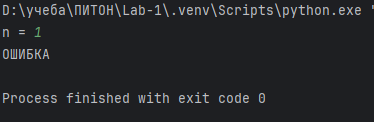 D:\учеба\ПИТОН\Lab-1\.venv\Scripts\python.exe "
n = 1
ОШИБКА
Process finished with exit code 0